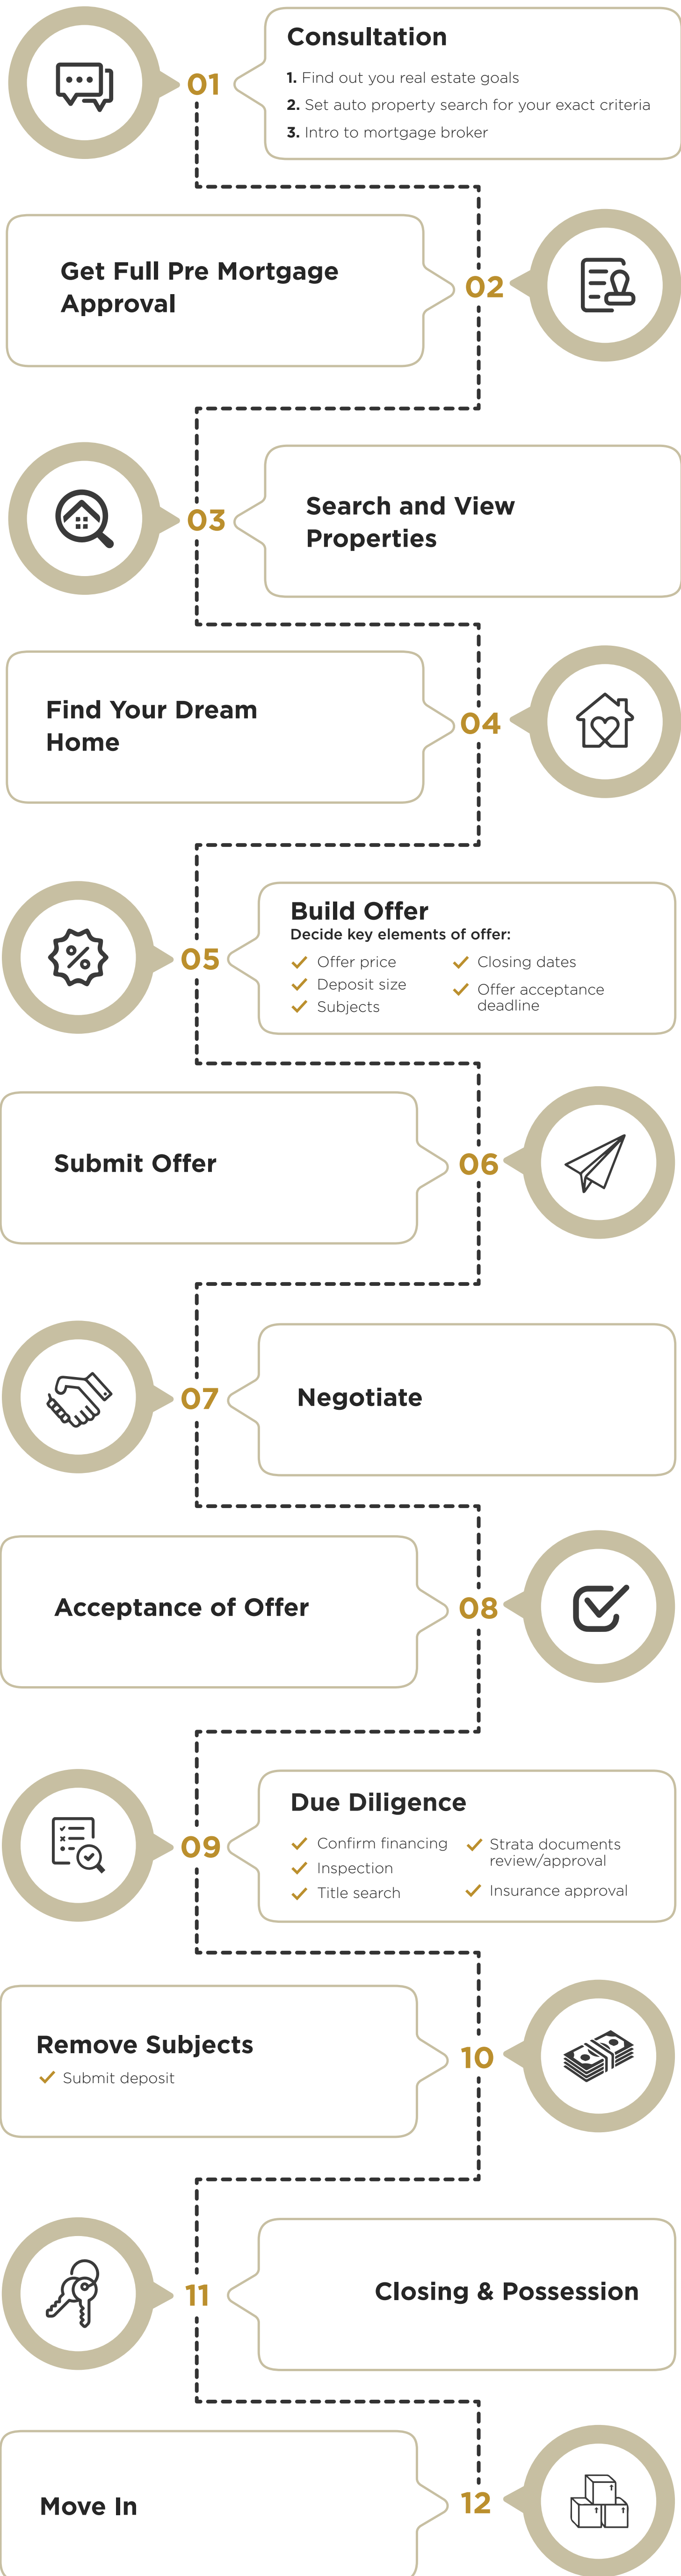 01
Consultation
1. Find out you real estate goals
2. Set auto property search for your exact criteria
3. Intro to mortgage broker
Get Full Pre Mortgage
Approval
02
03
Search and View
Properties
Find Your Dream
Home
04
05
Build Offer
Decide key elements of offer:
Offer price
Deposit size
Subjects
Closing dates
Offer acceptance
deadline
Submit Offer
06
07
Negotiate
Acceptance of Offer
08
09
Due Diligence
Confirm financing
Inspection
Title search
Strata documents
review/approval
Insurance approval
Remove Subjects
Submit deposit
10
11
Closing & Possession
Move In
12